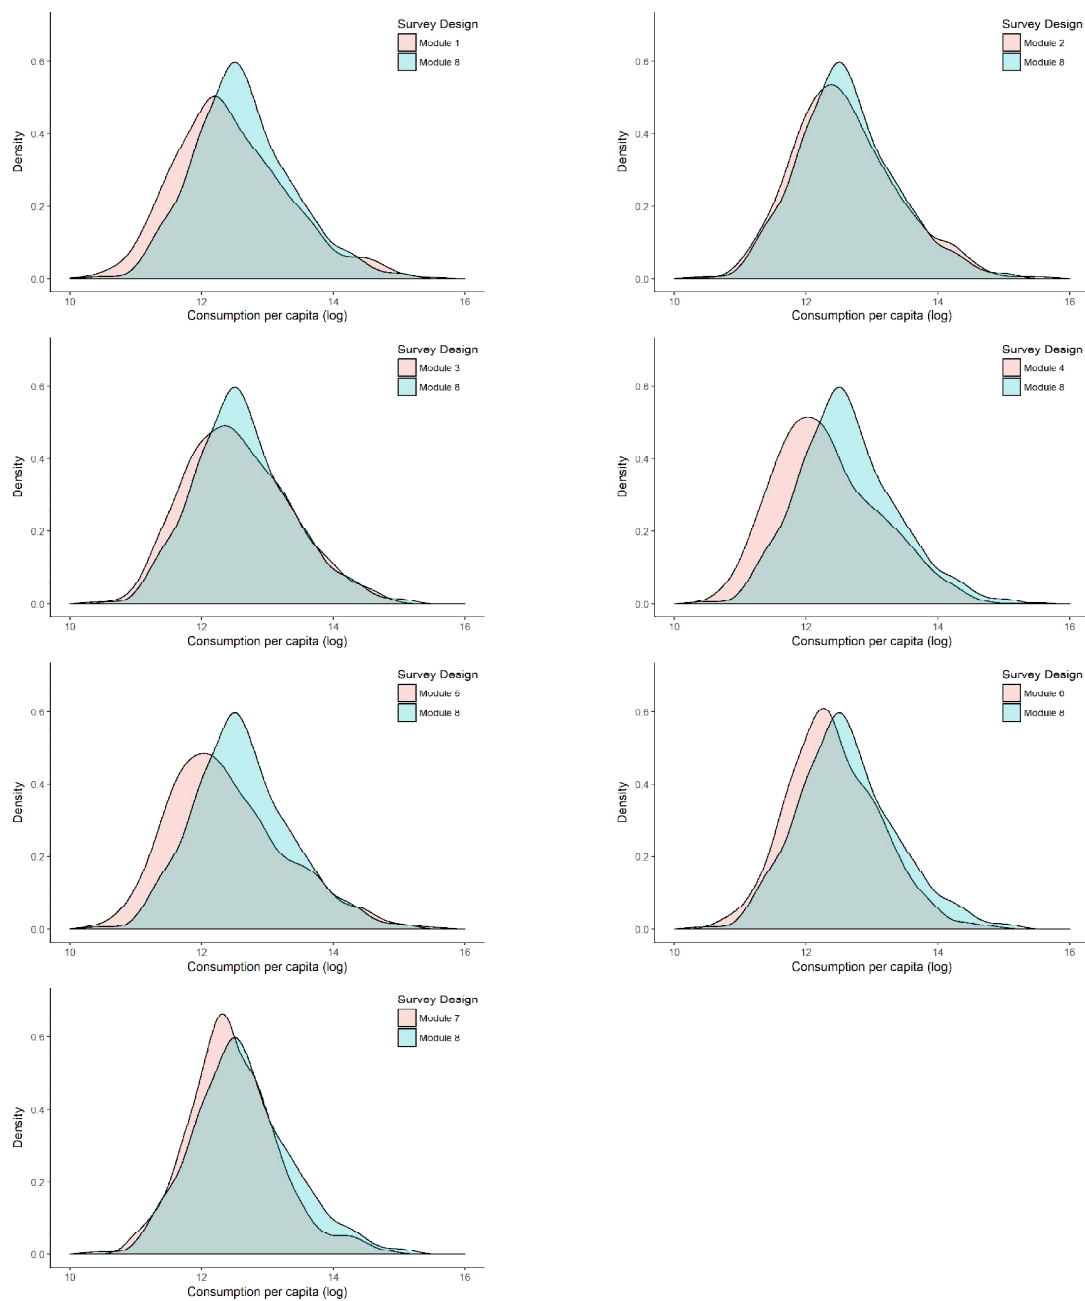 Survey Design
Module 1
Module 8
0.6
0.4
0.2
0.0
Density
10 12 14 16
Consumption per capita (log)
Survey Design
Module 2
Module 8
0.6
0.4
0.2
0.0
Density
10 12 14 16
Consumption per capita (log)
Survey Design
Module 3
Module 8
0.6
0.4
0.2
0.0
Density
10 12 14 16
Consumption per capita (log)
Survey Design
Module 4
Module 8
0.6
0.4
0.2
0.0
Density
10 12 14 16
Consumption per capita (log)
Survey Design
Module 5
Module 8
0.6
0.4
0.2
0.0
Density
10 12 14 16
Consumption per capita (log)
Survey Design
Module 6
Module 8
0.6
0.4
0.2
0.0
Density
10 12 14 16
Consumption per capita (log)
Survey Design
Module 7
Module 8
0.6
0.4
0.2
0.0
Density
10 12 14 16
Consumption per capita (log)